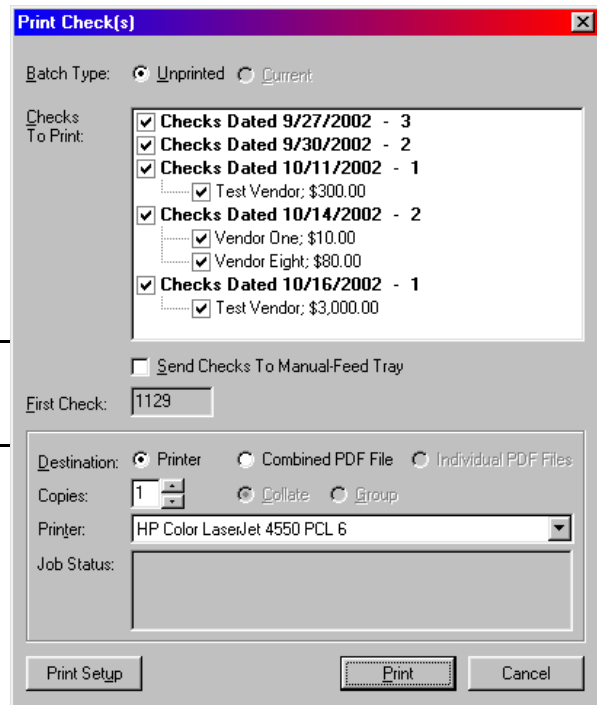 Print Check(s)
Batch Type: Unprinted Current
Checks To Print:
Checks Dated 9/27/2002 - 3
Checks Dated 9/30/2002 - 2
Checks Dated 10/11/2002 - 1
Test Vendor; $300.00
Checks Dated 10/14/2002 - 2
Vendor One; $10.00
Vendor Eight; $80.00
Checks Dated 10/16/2002 - 1
Test Vendor; $3,000.00
Send Checks To Manual-Feed Tray
First Check: 1129
Destination: Printer Combined PDF File Individual PDF Files
Copies: 1 Collate Group
Printer: HP Color LaserJet 4550 PCL 6
Job Status:
Print Setup Print Cancel